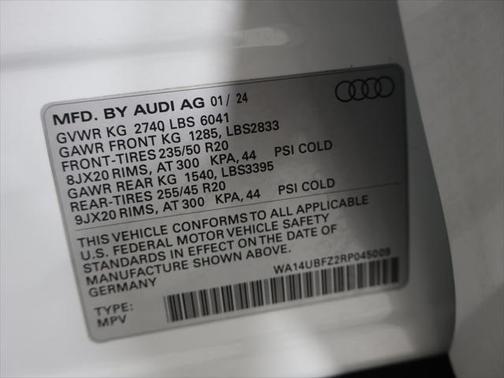 MFD. BY AUDI AG 01 / 24
GVWR KG 2740 LBS 6041
GAWR FRONT KG 1285, LBS2833
FRONT-TIRES 235/50 R20
8JX20 RIMS, AT 300 KPA, 44 PSI COLD
GAWR REAR KG 1540, LBS3395
REAR-TIRES 255/45 R20
9JX20 RIMS, AT 300 KPA, 44 PSI COLD
THIS VEHICLE CONFORMS TO ALL APPLICABLE
U.S. FEDERAL MOTOR VEHICLE SAFETY
STANDARDS IN EFFECT ON THE DATE OF
MANUFACTURE SHOWN ABOVE.
GERMANY
WA14UBFZ2RP045009
TYPE:
MPV